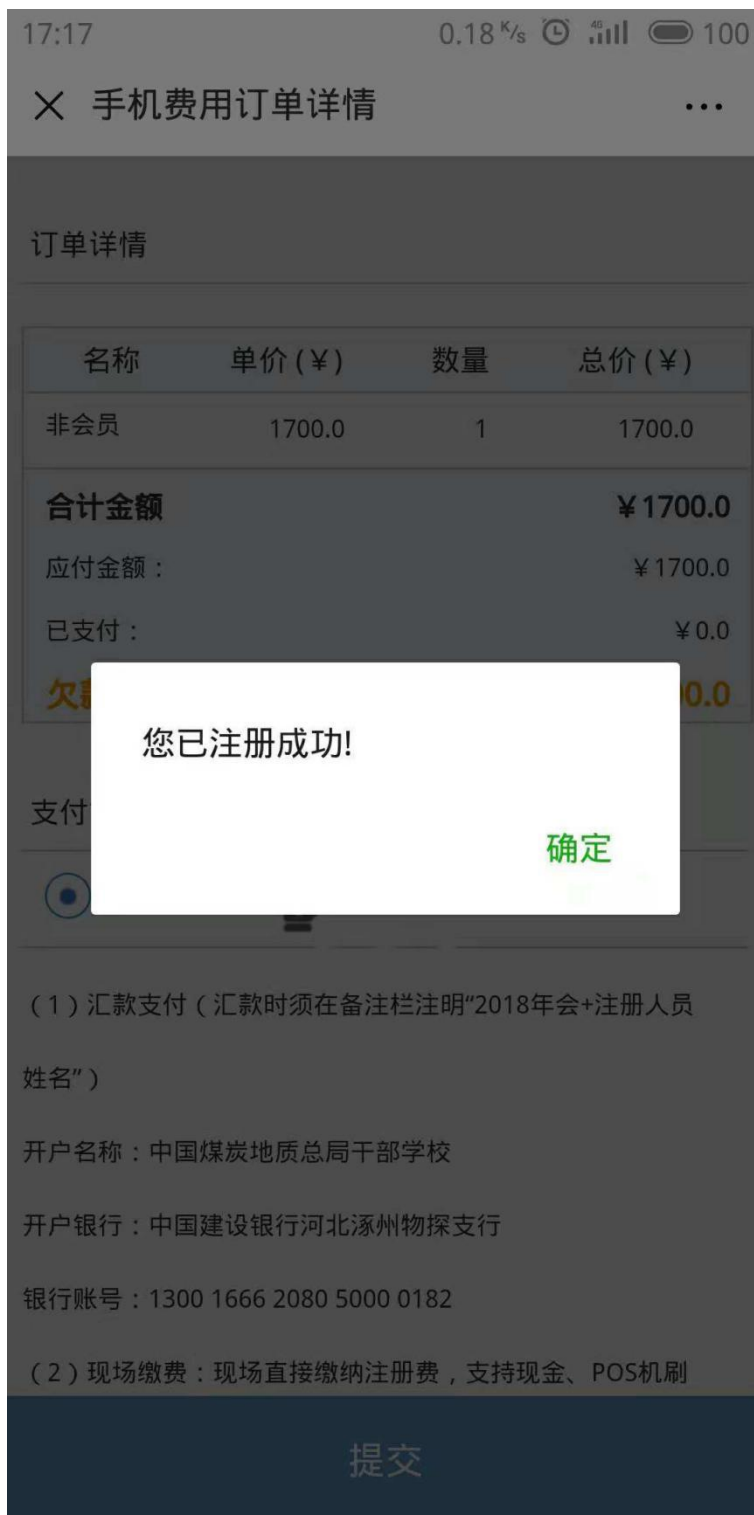 17:17 0.18 K/s 4G 100
手机费用订单详情 ...
订单详情
名称 单价(¥) 数量 总价(¥)
非会员 1700.0 1 1700.0
合计金额 ¥1700.0
应付金额： ¥1700.0
已支付： ¥0.0
欠 0.0
您已注册成功!
支付
确定
（1）汇款支付（汇款时须在备注栏注明“2018年会+注册人员
姓名”）
开户名称：中国煤炭地质总局干部学校
开户银行：中国建设银行河北涿州物探支行
银行账号：1300 1666 2080 5000 0182
（2）现场缴费：现场直接缴纳注册费，支持现金、POS机刷
提交